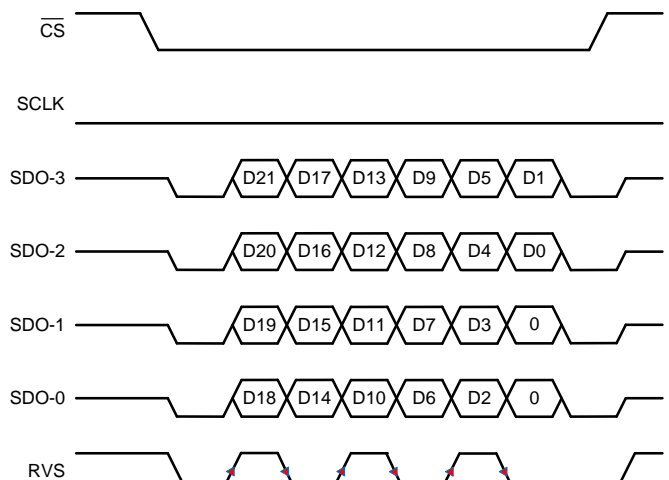 CS
SCLK
SDO-3 D21 D17 D13 D9 D5 D1
SDO-2 D20 D16 D12 D8 D4 D0
SDO-1 D19 D15 D11 D7 D3 0
SDO-0 D18 D14 D10 D6 D2 0
RVS